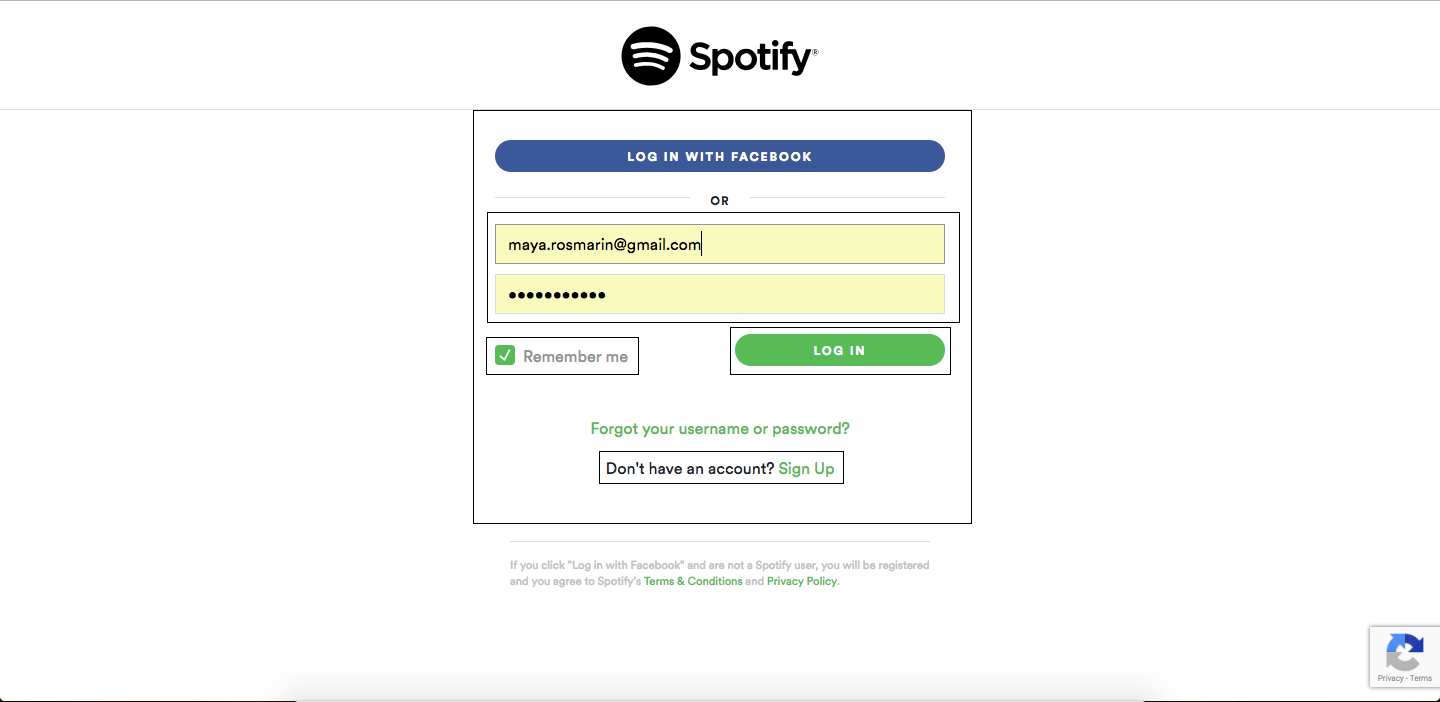 Spotify®
LOG IN WITH FACEBOOK
OR
maya.rosmarin@gmail.com
•••••••••••
Remember me
LOG IN
Forgot your username or password?
Don't have an account? Sign Up
If you click "Log in with Facebook" and are not a Spotify user, you will be registered
and you agree to Spotify's Terms & Conditions and Privacy Policy.
Privacy - Terms